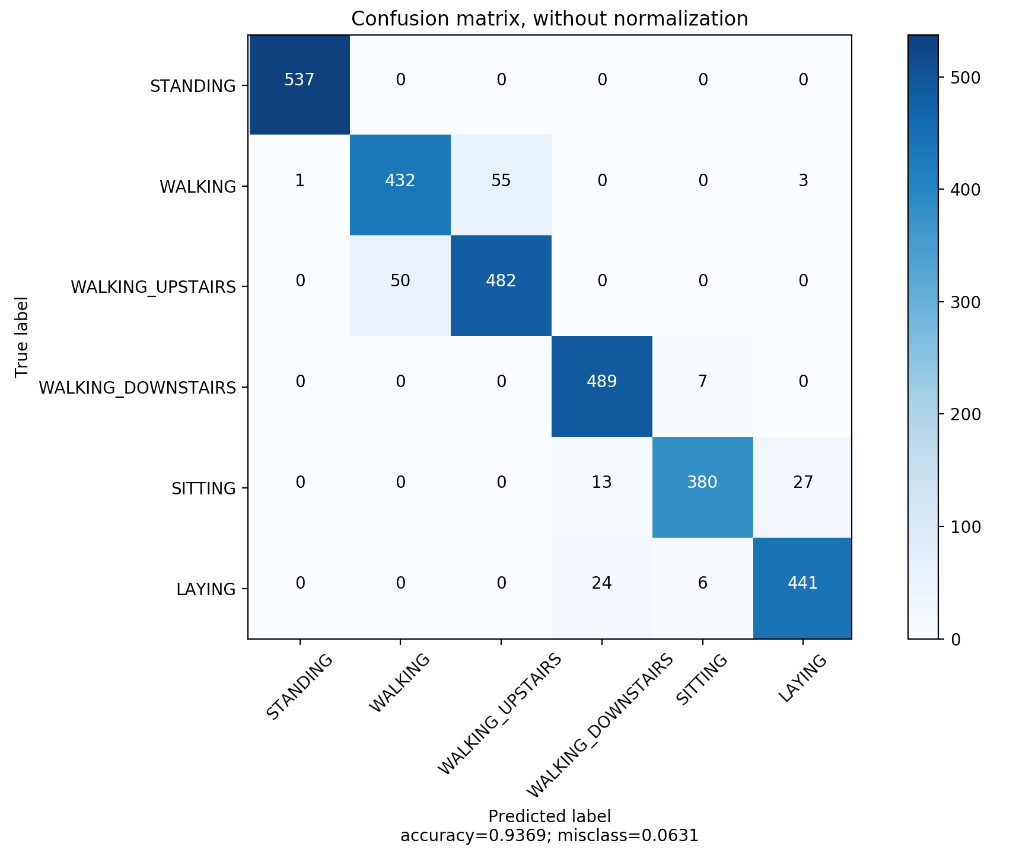 Confusion matrix, without normalization
True label
STANDING 537 0 0 0 0 0
WALKING 1 432 55 0 0 3
WALKING_UPSTAIRS 0 50 482 0 0 0
WALKING_DOWNSTAIRS 0 0 0 489 7 0
SITTING 0 0 0 13 380 27
LAYING 0 0 0 24 6 441
STANDING WALKING WALKING_UPSTAIRS WALKING_DOWNSTAIRS SITTING LAYING
Predicted label
accuracy=0.9369; misclass=0.0631
500
400
300
200
100
0